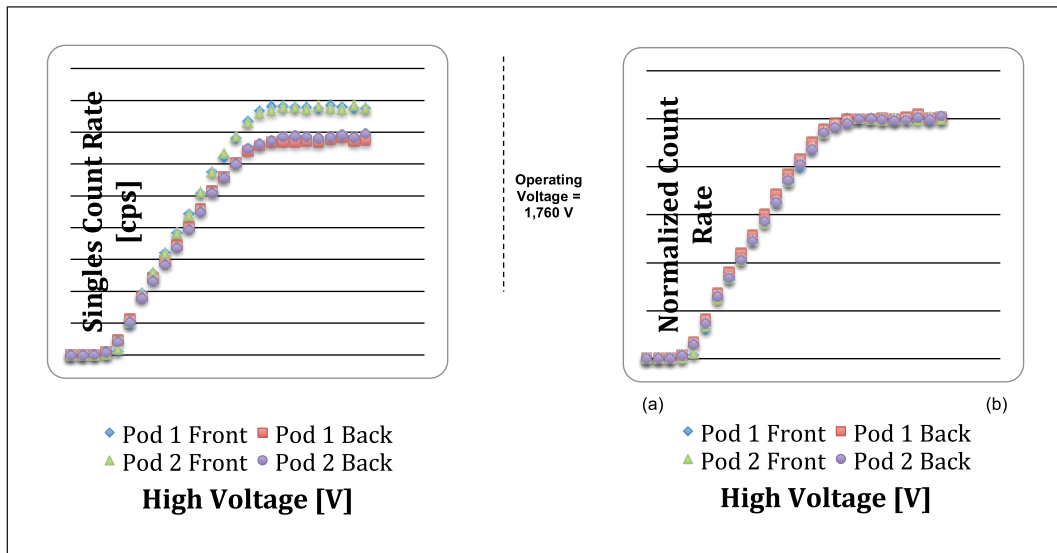 Singles Count Rate
[cps]
Pod 1 Front
Pod 1 Back
Pod 2 Front
Pod 2 Back
High Voltage [V]
Operating
Voltage =
1,760 V
Normalized Count
Rate
(a)
(b)
Pod 1 Front
Pod 1 Back
Pod 2 Front
Pod 2 Back
High Voltage [V]